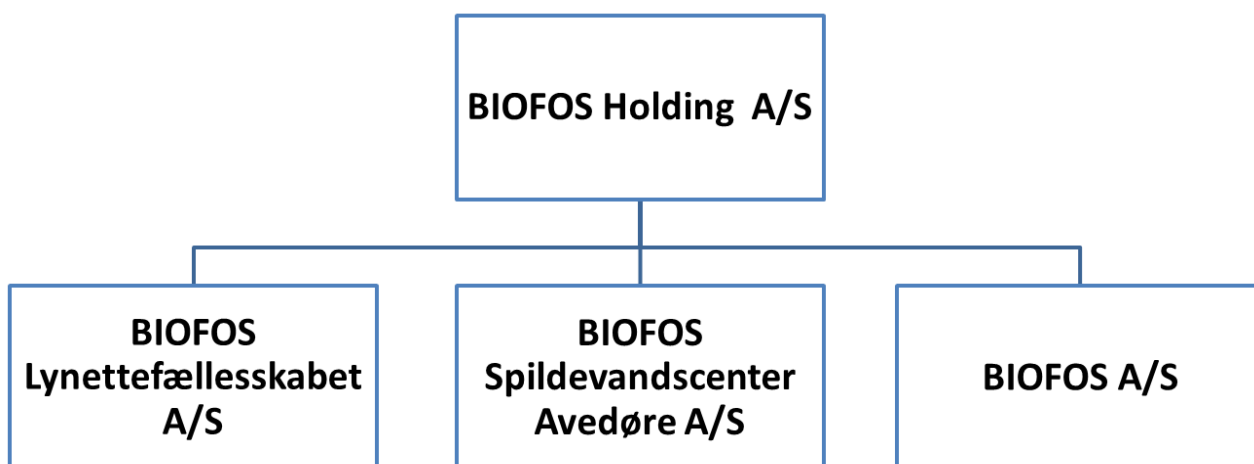 BIOFOS Holding A/S
BIOFOS
Lynettefællesskabet
A/S
BIOFOS
Spildevandscenter
Avedøre A/S
BIOFOS A/S